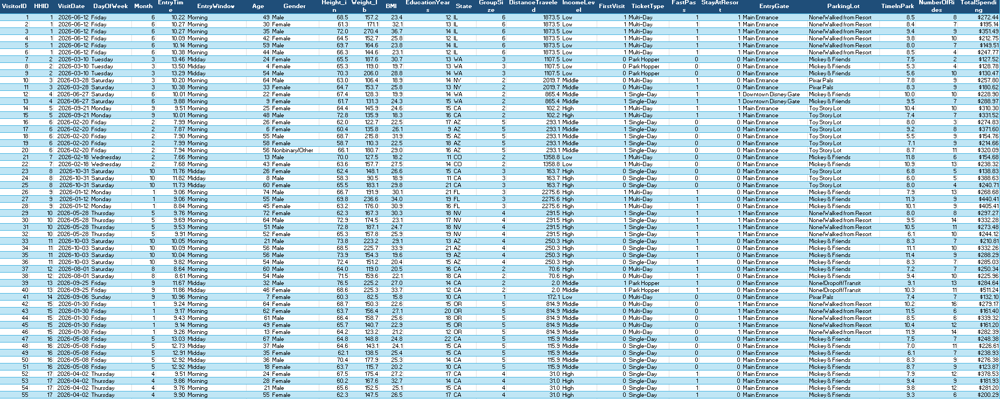 VisitorID HHID VisitDate DayOfWeek Month EntryTime EntryWindow Age Gender Height_in Weight_lb BMI EducationYears State GroupSize DistanceTraveled IncomeLevel FirstVisit TicketType FastPass StayAtResort EntryGate ParkingLot TimeInPark NumberOfRides TotalSpending
1 1 2026-06-12 Friday 6 10.22 Morning 49 Male 68.5 157.2 23.4 12 IL 6 1873.5 Low 1 Multi-Day 1 1 Main Entrance None/Walked from Resort 8.5 8 $272.44
2 1 2026-06-12 Friday 6 10.27 Morning 30 Female 61.3 171.1 32.1 13 IL 6 1873.5 Low 1 Multi-Day 1 1 Main Entrance None/Walked from Resort 8.4 7 $195.14
3 1 2026-06-12 Friday 6 10.27 Morning 35 Male 72.0 270.4 36.7 14 IL 6 1873.5 Low 1 Multi-Day 1 1 Main Entrance None/Walked from Resort 9.4 9 $351.49
4 1 2026-06-12 Friday 6 10.09 Morning 42 Female 64.5 152.7 25.8 12 IL 6 1873.5 Low 1 Multi-Day 1 1 Main Entrance None/Walked from Resort 9.8 10 $212.75
5 1 2026-06-12 Friday 6 10.14 Morning 59 Male 69.7 164.6 23.8 14 IL 6 1873.5 Low 1 Multi-Day 1 1 Main Entrance None/Walked from Resort 8.0 7 $149.51
6 1 2026-06-12 Friday 6 10.38 Morning 44 Male 66.3 144.6 23.1 12 IL 6 1873.5 Low 1 Multi-Day 1 1 Main Entrance None/Walked from Resort 8.5 4 $247.77
7 2 2026-03-10 Tuesday 3 13.46 Midday 24 Female 65.5 187.6 30.7 13 WA 3 1107.5 Low 0 Park Hopper 0 0 Main Entrance Mickey & Friends 7.5 2 $127.52
8 2 2026-03-10 Tuesday 3 13.50 Midday 4 Female 65.3 119.0 19.7 13 WA 3 1107.5 Low 0 Park Hopper 0 0 Main Entrance Mickey & Friends 5.3 4 $128.78
9 2 2026-03-10 Tuesday 3 13.29 Midday 54 Male 70.3 206.0 28.8 14 WA 3 1107.5 Low 0 Park Hopper 0 0 Main Entrance Mickey & Friends 5.6 10 $130.47
10 3 2026-03-28 Saturday 3 10.20 Morning 64 Male 63.0 106.4 18.9 14 NY 2 2019.7 Middle 0 Multi-Day 1 0 Main Entrance Pixar Pals 7.8 9 $257.80
11 3 2026-03-28 Saturday 3 10.38 Morning 33 Female 64.7 153.7 25.8 13 NY 2 2019.7 Middle 0 Multi-Day 1 0 Main Entrance Pixar Pals 8.3 9 $180.62
12 4 2026-06-27 Saturday 6 10.01 Morning 22 Female 67.4 128.3 19.9 14 WA 2 865.4 Middle 1 Single-Day 1 1 Downtown Disney Gate Mickey & Friends 10.0 10 $228.90
13 4 2026-06-27 Saturday 6 9.88 Morning 9 Female 61.7 131.3 24.3 15 WA 2 865.4 Middle 1 Single-Day 1 1 Downtown Disney Gate Mickey & Friends 9.5 7 $288.97
14 5 2026-09-21 Monday 9 9.51 Morning 25 Female 64.4 145.9 24.6 15 CA 2 102.2 High 1 Multi-Day 1 0 Main Entrance Toy Story Lot 10.4 10 $310.30
15 5 2026-09-21 Monday 9 10.01 Morning 48 Male 72.8 135.9 18.3 16 CA 2 102.2 High 1 Multi-Day 1 0 Main Entrance Toy Story Lot 7.4 7 $331.52
16 6 2026-02-20 Friday 2 7.99 Morning 26 Female 62.0 122.7 22.5 17 AZ 5 293.1 Middle 1 Single-Day 0 0 Main Entrance Toy Story Lot 8.0 3 $274.83
17 6 2026-02-20 Friday 2 7.87 Morning 6 Female 60.4 135.8 26.1 9 AZ 5 293.1 Middle 1 Single-Day 0 0 Main Entrance Toy Story Lot 9.2 8 $371.60
18 6 2026-02-20 Friday 2 7.99 Morning 55 Male 68.7 215.8 31.9 15 AZ 5 293.1 Middle 1 Single-Day 0 0 Main Entrance Toy Story Lot 5.5 9 $154.76
19 6 2026-02-20 Friday 2 7.99 Morning 58 Female 58.7 110.3 22.5 18 AZ 5 293.1 Middle 1 Single-Day 0 0 Main Entrance Toy Story Lot 7.1 9 $214.66
20 6 2026-02-20 Friday 2 7.94 Morning 56 Nonbinary/Other 66.1 180.7 29.0 16 AZ 5 293.1 Middle 1 Single-Day 0 0 Main Entrance Toy Story Lot 8.7 11 $320.09
21 7 2026-02-18 Wednesday 2 7.66 Morning 13 Male 70.0 127.5 18.2 11 CO 2 1358.8 Low 1 Multi-Day 1 0 Main Entrance Mickey & Friends 11.8 6 $154.68
22 7 2026-02-18 Wednesday 2 7.68 Morning 43 Female 63.6 157.7 27.5 14 CO 2 1358.8 Low 1 Multi-Day 1 0 Main Entrance Mickey & Friends 10.9 13 $238.32
23 8 2026-10-31 Saturday 10 11.76 Midday 26 Female 62.4 148.1 26.6 15 CA 3 163.7 High 0 Single-Day 1 0 Main Entrance Toy Story Lot 6.8 5 $138.83
24 8 2026-10-31 Saturday 10 11.82 Midday 8 Male 58.3 90.5 18.9 11 CA 3 163.7 High 0 Single-Day 1 0 Main Entrance Toy Story Lot 6.0 5 $388.63
25 8 2026-10-31 Saturday 10 11.73 Midday 60 Female 65.5 183.1 29.8 21 CA 3 163.7 High 0 Single-Day 1 0 Main Entrance Toy Story Lot 8.0 4 $240.71
26 9 2026-01-12 Monday 1 9.06 Morning 74 Male 66.7 191.9 30.1 21 FL 3 2275.6 High 1 Multi-Day 1 0 Main Entrance Mickey & Friends 7.9 13 $268.68
27 9 2026-01-12 Monday 1 9.06 Morning 55 Male 69.8 236.6 34.0 19 FL 3 2275.6 High 1 Multi-Day 1 0 Main Entrance Mickey & Friends 11.3 9 $440.41
28 9 2026-01-12 Monday 1 8.84 Morning 45 Female 63.2 176.0 30.9 16 FL 3 2275.6 High 1 Multi-Day 1 0 Main Entrance Mickey & Friends 10.1 9 $405.41
29 10 2026-05-28 Thursday 5 9.76 Morning 72 Female 62.3 167.3 30.3 18 NV 4 291.5 High 1 Single-Day 1 1 Main Entrance None/Walked from Resort 8.0 8 $297.27
30 10 2026-05-28 Thursday 5 9.69 Morning 64 Male 72.9 174.5 23.1 17 NV 4 291.5 High 1 Single-Day 1 1 Main Entrance None/Walked from Resort 9.5 14 $332.28
31 10 2026-05-28 Thursday 5 9.53 Morning 51 Male 72.8 187.1 24.7 18 NV 4 291.5 High 1 Single-Day 1 1 Main Entrance None/Walked from Resort 10.5 11 $273.48
32 10 2026-05-28 Thursday 5 9.91 Morning 52 Female 65.3 157.8 25.9 19 NV 4 291.5 High 1 Single-Day 1 1 Main Entrance None/Walked from Resort 6.1 10 $244.12
33 11 2026-10-03 Saturday 10 10.05 Morning 21 Male 73.8 223.2 29.1 13 AZ 4 250.3 High 0 Single-Day 1 0 Main Entrance Mickey & Friends 8.3 7 $210.81
34 11 2026-10-03 Saturday 10 10.09 Morning 56 Male 68.5 225.7 33.9 21 AZ 4 250.3 High 0 Single-Day 1 0 Main Entrance Mickey & Friends 11.1 10 $332.26
35 11 2026-10-03 Saturday 10 10.04 Morning 56 Male 73.9 154.3 19.6 19 AZ 4 250.3 High 0 Single-Day 1 0 Main Entrance Mickey & Friends 11.4 9 $288.29
36 11 2026-10-03 Saturday 10 9.82 Morning 54 Male 72.4 151.2 20.4 15 AZ 4 250.3 High 0 Single-Day 1 0 Main Entrance Mickey & Friends 8.3 7 $285.03
37 12 2026-08-01 Saturday 8 8.64 Morning 60 Male 64.0 119.0 20.5 16 CA 2 70.6 High 0 Multi-Day 1 0 Main Entrance Mickey & Friends 7.2 7 $250.34
38 12 2026-08-01 Saturday 8 8.61 Morning 54 Male 71.5 159.6 22.1 18 CA 2 70.6 High 0 Multi-Day 1 0 Main Entrance Mickey & Friends 9.4 10 $225.96
39 13 2026-09-25 Friday 9 11.67 Midday 32 Male 76.5 225.2 27.0 14 CA 2 2.0 Middle 1 Park Hopper 1 0 Main Entrance None/Dropoff/Transit 9.1 13 $284.64
40 13 2026-09-25 Friday 9 11.86 Midday 46 Female 68.6 225.3 33.7 12 CA 2 2.0 Middle 1 Park Hopper 1 0 Main Entrance None/Dropoff/Transit 10.3 11 $511.24
41 14 2026-09-06 Sunday 9 10.96 Morning 7 Female 60.3 82.5 15.8 10 CA 1 172.1 Low 0 Multi-Day 0 0 Main Entrance Pixar Pals 7.4 7 $132.10
42 15 2026-01-30 Friday 1 9.24 Morning 64 Female 68.7 150.3 22.6 15 OR 5 814.9 Middle 0 Multi-Day 0 1 Main Entrance None/Walked from Resort 10.2 16 $279.17
43 15 2026-01-30 Friday 1 9.17 Morning 62 Female 63.7 156.4 27.1 20 OR 5 814.9 Middle 0 Multi-Day 0 1 Main Entrance None/Walked from Resort 11.5 6 $161.40
44 15 2026-01-30 Friday 1 9.43 Morning 61 Male 66.4 158.7 25.6 18 OR 5 814.9 Middle 0 Multi-Day 0 1 Main Entrance None/Walked from Resort 8.5 6 $339.32
45 15 2026-01-30 Friday 1 9.14 Morning 49 Female 65.7 140.7 22.9 15 OR 5 814.9 Middle 0 Multi-Day 0 1 Main Entrance None/Walked from Resort 10.4 12 $161.20
46 15 2026-01-30 Friday 1 9.26 Morning 13 Female 64.2 123.2 21.2 12 OR 5 814.9 Middle 0 Multi-Day 0 1 Main Entrance None/Walked from Resort 11.9 14 $282.39
47 16 2026-05-08 Friday 5 13.03 Midday 67 Male 64.8 148.8 24.8 22 CA 5 115.9 Middle 0 Single-Day 0 0 Main Entrance Mickey & Friends 7.5 7 $248.38
48 16 2026-05-08 Friday 5 12.73 Midday 37 Male 64.6 143.1 24.1 15 CA 5 115.9 Middle 0 Single-Day 0 0 Main Entrance Mickey & Friends 7.0 11 $226.61
49 16 2026-05-08 Friday 5 12.91 Midday 35 Female 62.1 138.5 25.4 15 CA 5 115.9 Middle 0 Single-Day 0 0 Main Entrance Mickey & Friends 6.1 7 $238.93
50 16 2026-05-08 Friday 5 12.92 Midday 36 Male 70.4 177.9 25.3 14 CA 5 115.9 Middle 0 Single-Day 0 0 Main Entrance Mickey & Friends 8.3 9 $276.38
51 16 2026-05-08 Friday 5 12.92 Midday 18 Female 63.7 115.7 20.2 10 CA 5 115.9 Middle 0 Single-Day 0 0 Main Entrance Mickey & Friends 8.7 9 $123.87
52 17 2026-04-02 Thursday 4 9.51 Morning 24 Female 67.5 175.4 27.2 17 CA 4 31.0 High 0 Single-Day 1 0 Main Entrance Mickey & Friends 7.9 12 $378.53
53 17 2026-04-02 Thursday 4 9.86 Morning 28 Female 60.2 167.6 32.7 14 CA 4 31.0 High 0 Single-Day 1 0 Main Entrance Mickey & Friends 9.4 9 $181.93
54 17 2026-04-02 Thursday 4 9.76 Morning 21 Male 65.6 152.5 25.1 15 CA 4 31.0 High 0 Single-Day 1 0 Main Entrance Mickey & Friends 9.8 12 $281.20
55 17 2026-04-02 Thursday 4 9.90 Morning 55 Female 62.3 147.5 26.5 17 CA 4 31.0 High 0 Single-Day 1 0 Main Entrance Mickey & Friends 9.3 6 $200.29